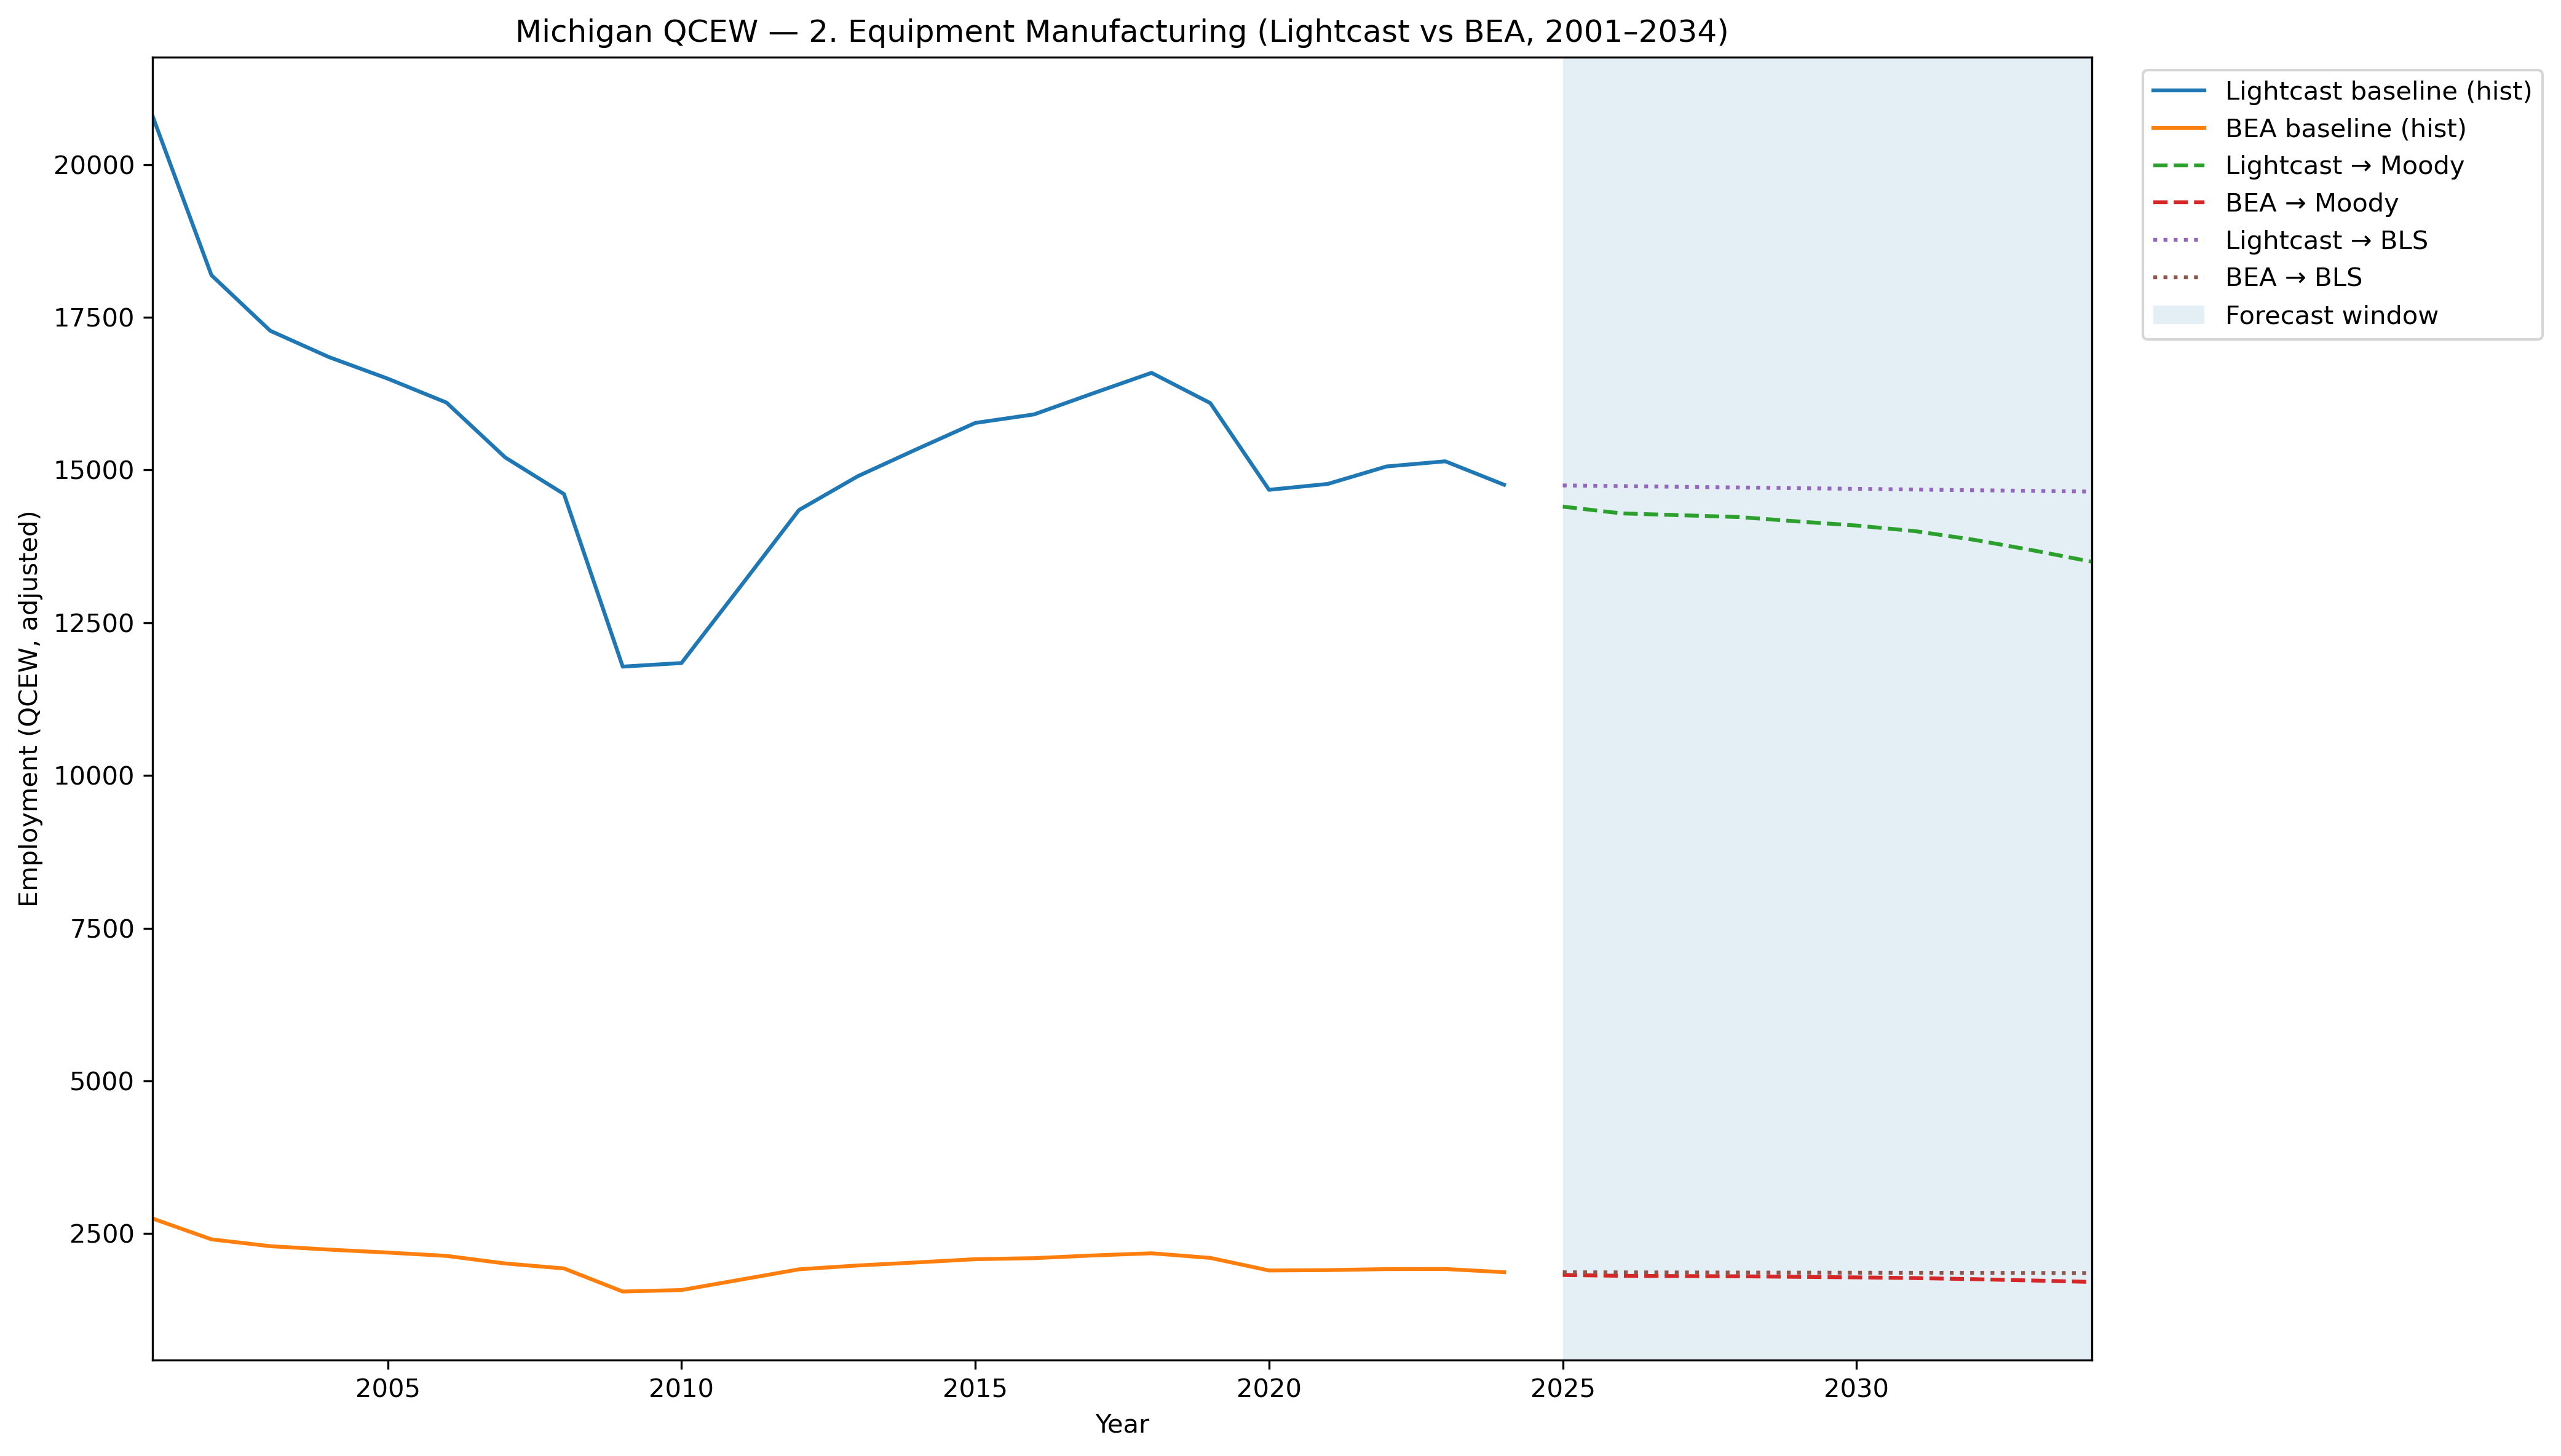 Michigan QCEW — 2. Equipment Manufacturing (Lightcast vs BEA, 2001–2034)
Lightcast baseline (hist)
BEA baseline (hist)
Lightcast → Moody
BEA → Moody
Lightcast → BLS
BEA → BLS
Forecast window
Employment (QCEW, adjusted)
20000
17500
15000
12500
10000
7500
5000
2500
2005
2010
2015
2020
2025
2030
Year